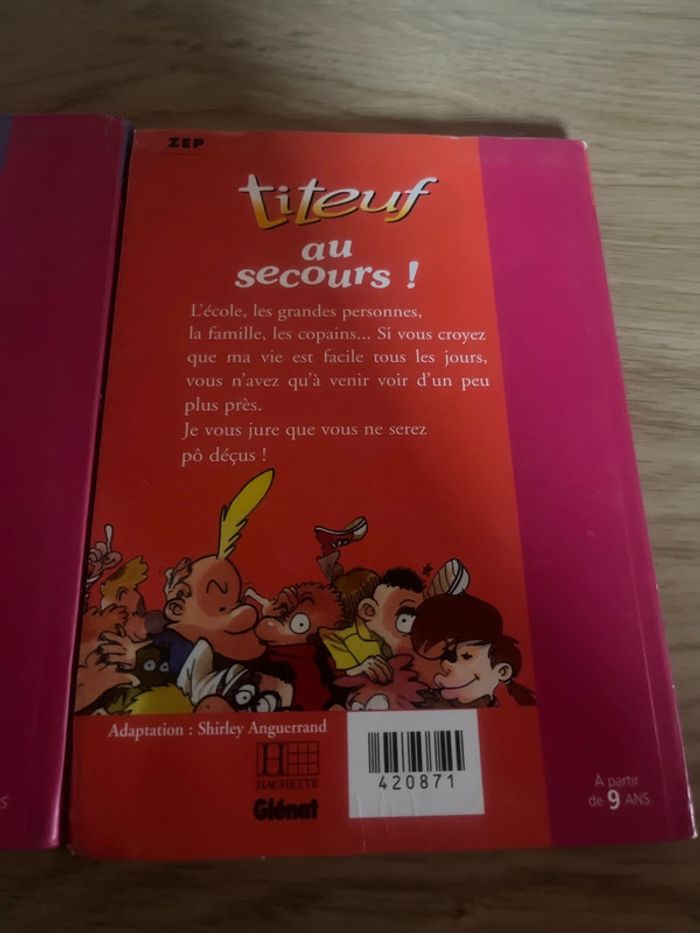 ZEP
titeuf
au
secours !
L'école, les grandes personnes,
la famille, les copains... Si vous croyez
que ma vie est facile tous les jours,
vous n'avez qu'à venir voir d'un peu
plus près.
Je vous jure que vous ne serez
pô déçus !
Adaptation : Shirley Anguerrand
H
HACHETTE
Glénat
420871
À partir
de 9 ANS
S